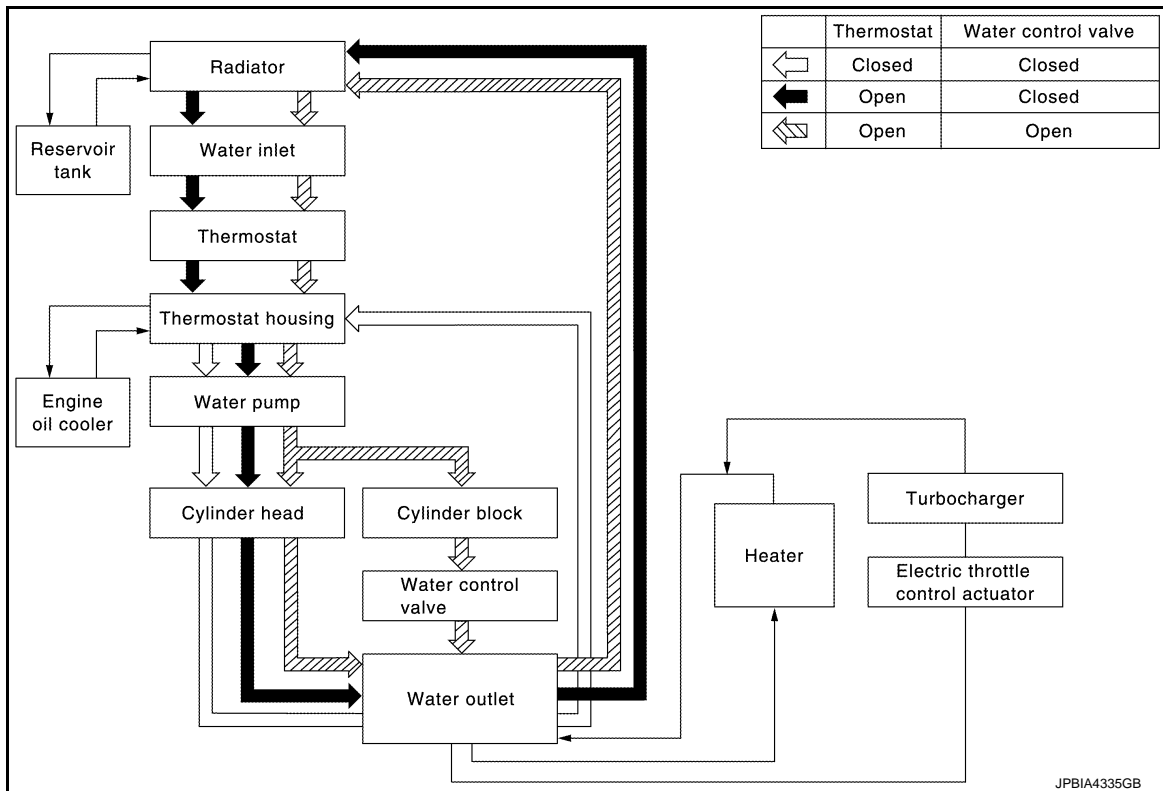 Thermostat
Water control valve
Closed
Closed
Open
Closed
Open
Open
Radiator
Reservoir
tank
Water inlet
Thermostat
Thermostat housing
Engine
oil cooler
Water pump
Cylinder head
Cylinder block
Water control
valve
Water outlet
Heater
Turbocharger
Electric throttle
control actuator
JPBIA4335GB